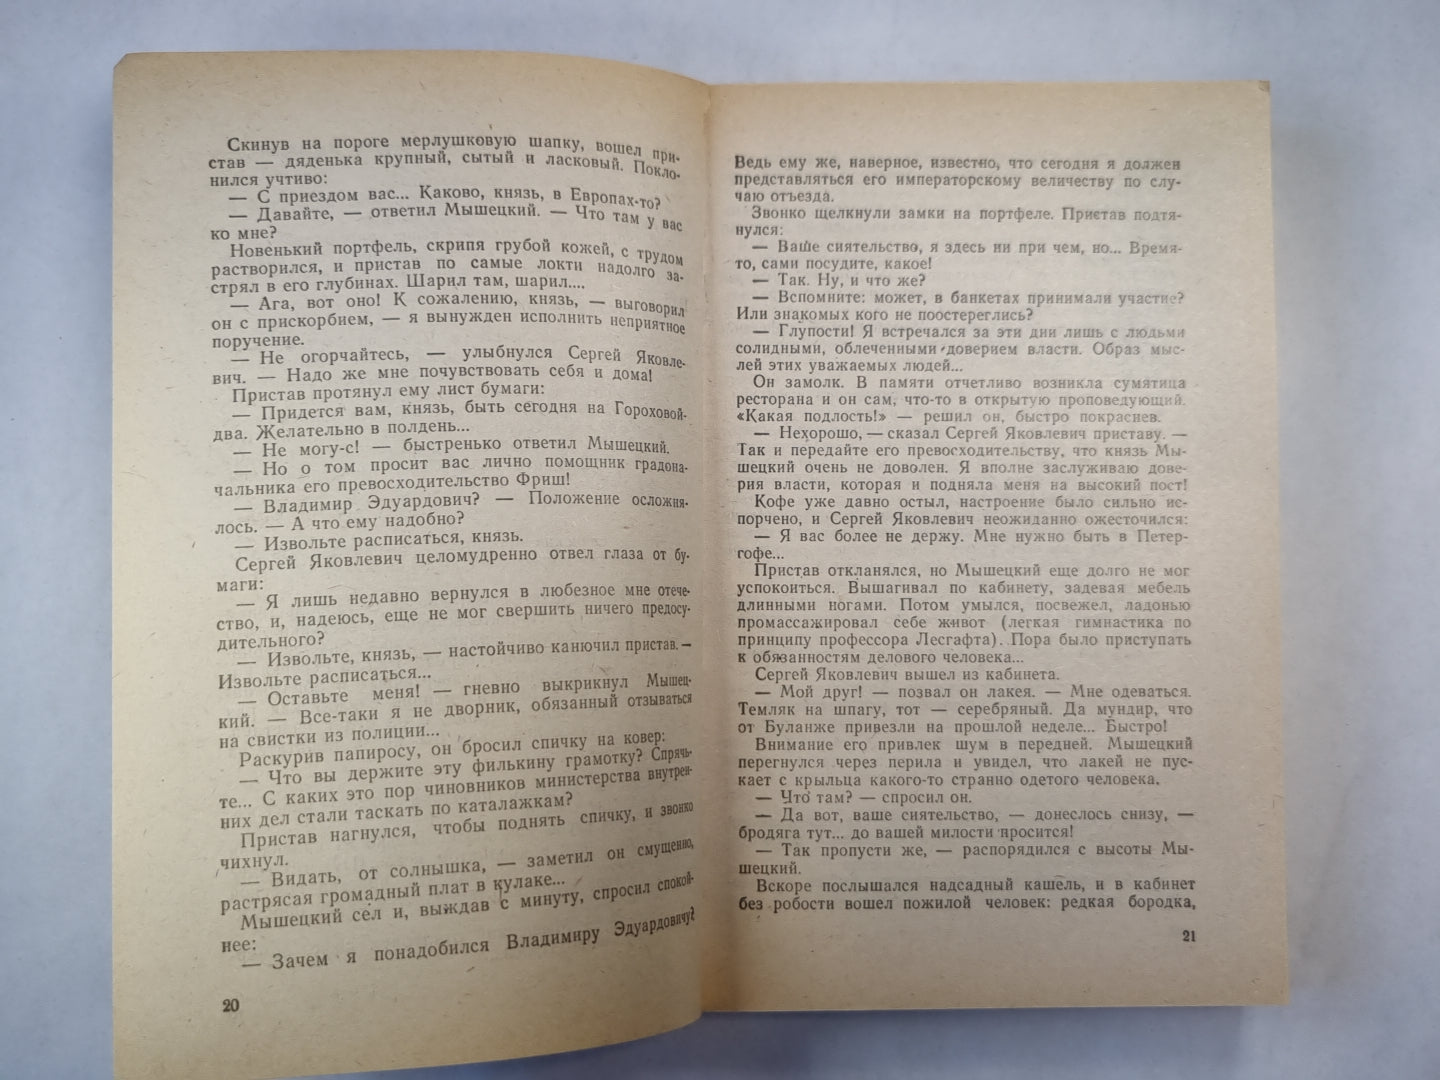 Скинув на пороге мерлушковую шапку, вошел при-
став — дяденька крупный, сытый и ласковый. Покло-
нился учтиво:
— С приездом вас... Каково, князь, в Европах-то?
— Давайте, — ответил Мышецкий. — Что там у вас
ко мне?
Новенький портфель, скрипя грубой кожей, с трудом
растворился, и пристав по самые локти надолго за-
стрял в его глубинах. Шарил там, шарил....
— Ага, вот оно! К сожалению, князь, — выговорил
он с прискорбием, — я вынужден исполнить неприятное
поручение.
— Не огорчайтесь, — улыбнулся Сергей Яковле-
вич. — Надо же мне почувствовать себя и дома!
Пристав протянул ему лист бумаги:
— Придется вам, князь, быть сегодня на Гороховой-
два. Желательно в полдень...
— Не могу-с! — быстренько ответил Мышецкий.
— Но о том просит вас лично помощник градона-
чальника его превосходительство Фриш!
— Владимир Эдуардович? — Положение осложня-
лось. — А что ему надобно?
— Извольте расписаться, князь.
Сергей Яковлевич целомудренно отвел глаза от бу-
маги:
— Я лишь недавно вернулся в любезное мне отече-
ство, и, надеюсь, еще не мог свершить ничего предосу-
дительного?
— Извольте, князь, — настойчиво канючил пристав. —
Извольте расписаться...
— Оставьте меня! — гневно выкрикнул Мышец-
кий. — Все-таки я не дворник, обязанный отзываться
на свистки из полиции...
Раскурив папиросу, он бросил спичку на ковер:
— Что вы держите эту филькину грамотку? Спрячь-
те... С каких это пор чиновников министерства внутрен-
них дел стали таскать по каталажкам?
Пристав нагнулся, чтобы поднять спичку, и звонко
чихнул.
— Видать, от солнышка, — заметил он смущенно,
растрясая громадный плат в кулаке...
Мышецкий сел и, выждав с минуту, спросил спокой-
нее:
— Зачем я понадобился Владимиру Эдуардовичу?
20
Ведь ему же, наверное, известно, что сегодня я должен
представляться его императорскому величеству по слу-
чаю отъезда.
Звонко щелкнули замки на портфеле. Пристав подтя-
нулся:
— Ваше сиятельство, я здесь ни при чем, но... Время-
то, сами посудите, какое!
— Так. Ну, и что же?
— Вспомните: может, в банкетах принимали участие?
Или знакомых кого не поостереглись?
— Глупости! Я встречался за эти дни лишь с людьми
солидными, облеченными доверием власти. Образ мыс-
лей этих уважаемых людей...
Он замолк. В памяти отчетливо возникла сумятица
ресторана и он сам, что-то в открытую проповедующий.
«Какая подлость!» — решил он, быстро покраснев.
— Нехорошо, — сказал Сергей Яковлевич приставу. —
Так и передайте его превосходительству, что князь Мы-
шецкий очень не доволен. Я вполне заслуживаю дове-
рия власти, которая и подняла меня на высокий пост!
Кофе уже давно остыл, настроение было сильно ис-
порчено, и Сергей Яковлевич неожиданно ожесточился:
— Я вас более не держу. Мне нужно быть в Петер-
гофе...
Пристав откланялся, но Мышецкий еще долго не мог
успокоиться. Вышагивал по кабинету, задевая мебель
длинными ногами. Потом умылся, посвежел, ладонью
промассажировал себе живот (легкая гимнастика по
принципу профессора Лесгафта). Пора было приступать
к обязанностям делового человека...
Сергей Яковлевич вышел из кабинета.
— Мой друг! — позвал он лакея. — Мне одеваться.
Темляк на шпагу, тот — серебряный. Да мундир, что
от Буланже привезли на прошлой неделе... Быстро!
Внимание его привлек шум в передней. Мышецкий
перегнулся через перила и увидел, что лакей не пус-
кает с крыльца какого-то странно одетого человека.
— Что там? — спросил он.
— Да вот, ваше сиятельство, — донеслось снизу, —
бродяга тут... до вашей милости просится!
— Так пропусти же, — распорядился с высоты Мы-
шецкий.
Вскоре послышался надсадный кашель, и в кабинет
без робости вошел пожилой человек: редкая бородка,
21